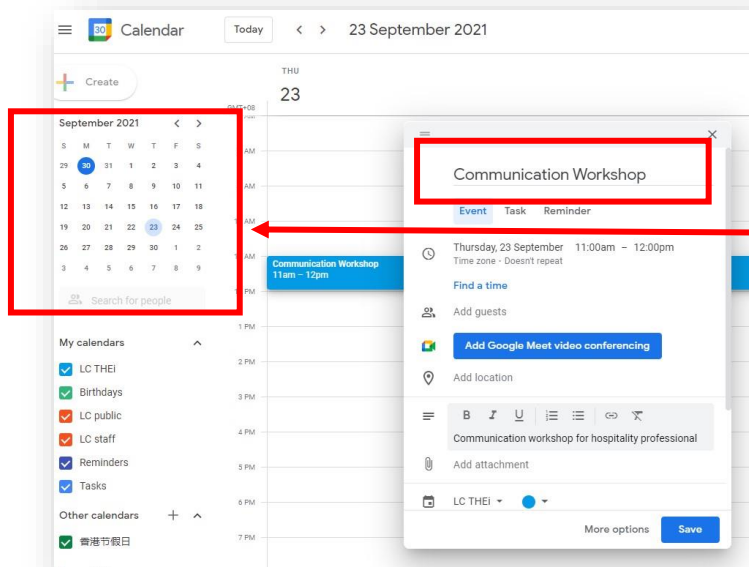 30 Calendar Today 23 September 2021
Create
THU
23
GMT+08
September 2021
S M T W T F S
29 30 31 1 2 3 4
5 6 7 8 9 10 11
12 13 14 15 16 17 18
19 20 21 22 23 24 25
26 27 28 29 30 1 2
3 4 5 6 7 8 9
Search for people
My calendars
LC THEi
Birthdays
LC public
LC staff
Reminders
Tasks
Other calendars
香港节假日
AM
AM
AM
AM
Communication Workshop
11am – 12pm
PM
1 PM
2 PM
3 PM
4 PM
5 PM
6 PM
7 PM
Communication Workshop
Event Task Reminder
Thursday, 23 September 11:00am – 12:00pm
Time zone · Doesn't repeat
Find a time
Add guests
Add Google Meet video conferencing
Add location
B I U
Communication workshop for hospitality professional
Add attachment
LC THEi
More options Save